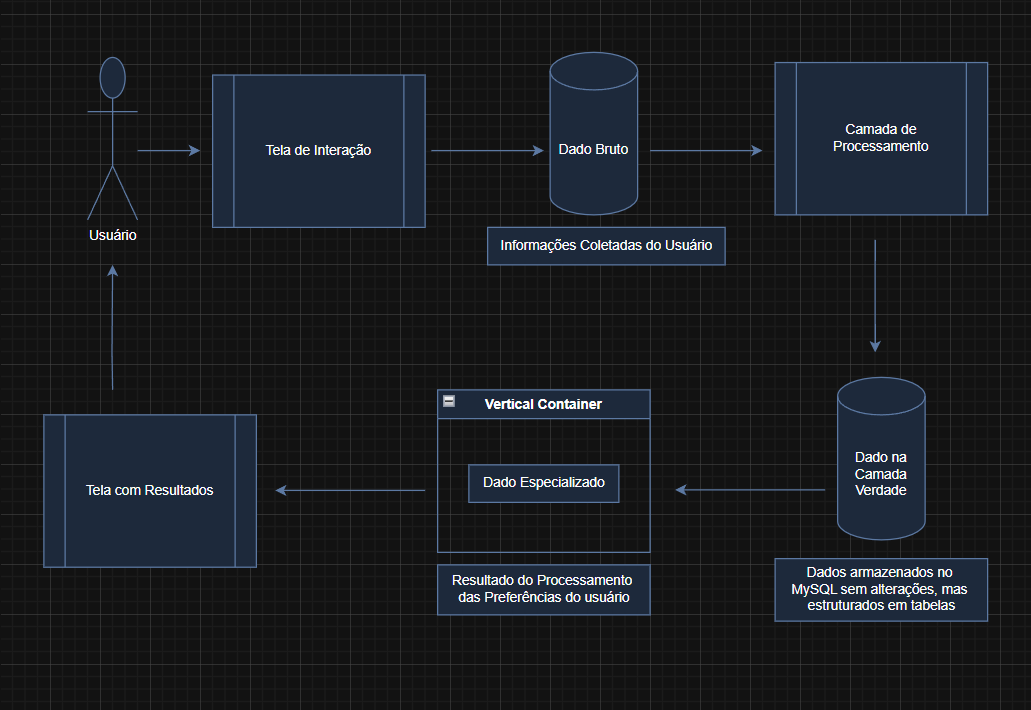 Usuário
Tela de Interação
Dado Bruto
Informações Coletadas do Usuário
Camada de
Processamento
Dado na
Camada
Verdade
Dados armazenados no
MySQL sem alterações, mas
estruturados em tabelas
Vertical Container
Dado Especializado
Resultado do Processamento
das Preferências do usuário
Tela com Resultados